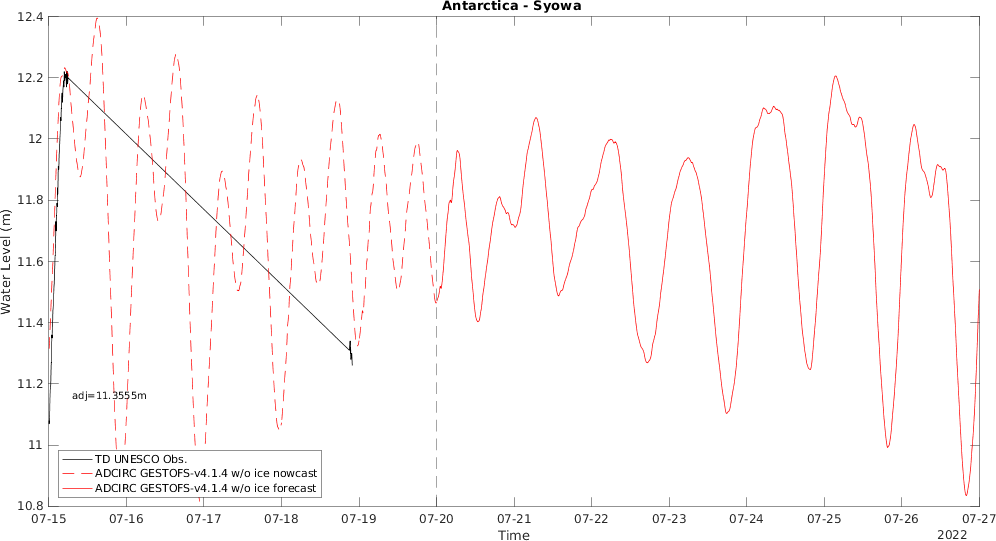 Antarctica - Syowa
Water Level (m)
12.4
12.2
12
11.8
11.6
11.4
11.2
11
10.8
adj=11.3555m
TD UNESCO Obs.
ADCIRC GESTOFS-v4.1.4 w/o ice nowcast
ADCIRC GESTOFS-v4.1.4 w/o ice forecast
07-15 07-16 07-17 07-18 07-19 07-20 07-21 07-22 07-23 07-24 07-25 07-26 07-27
Time
2022